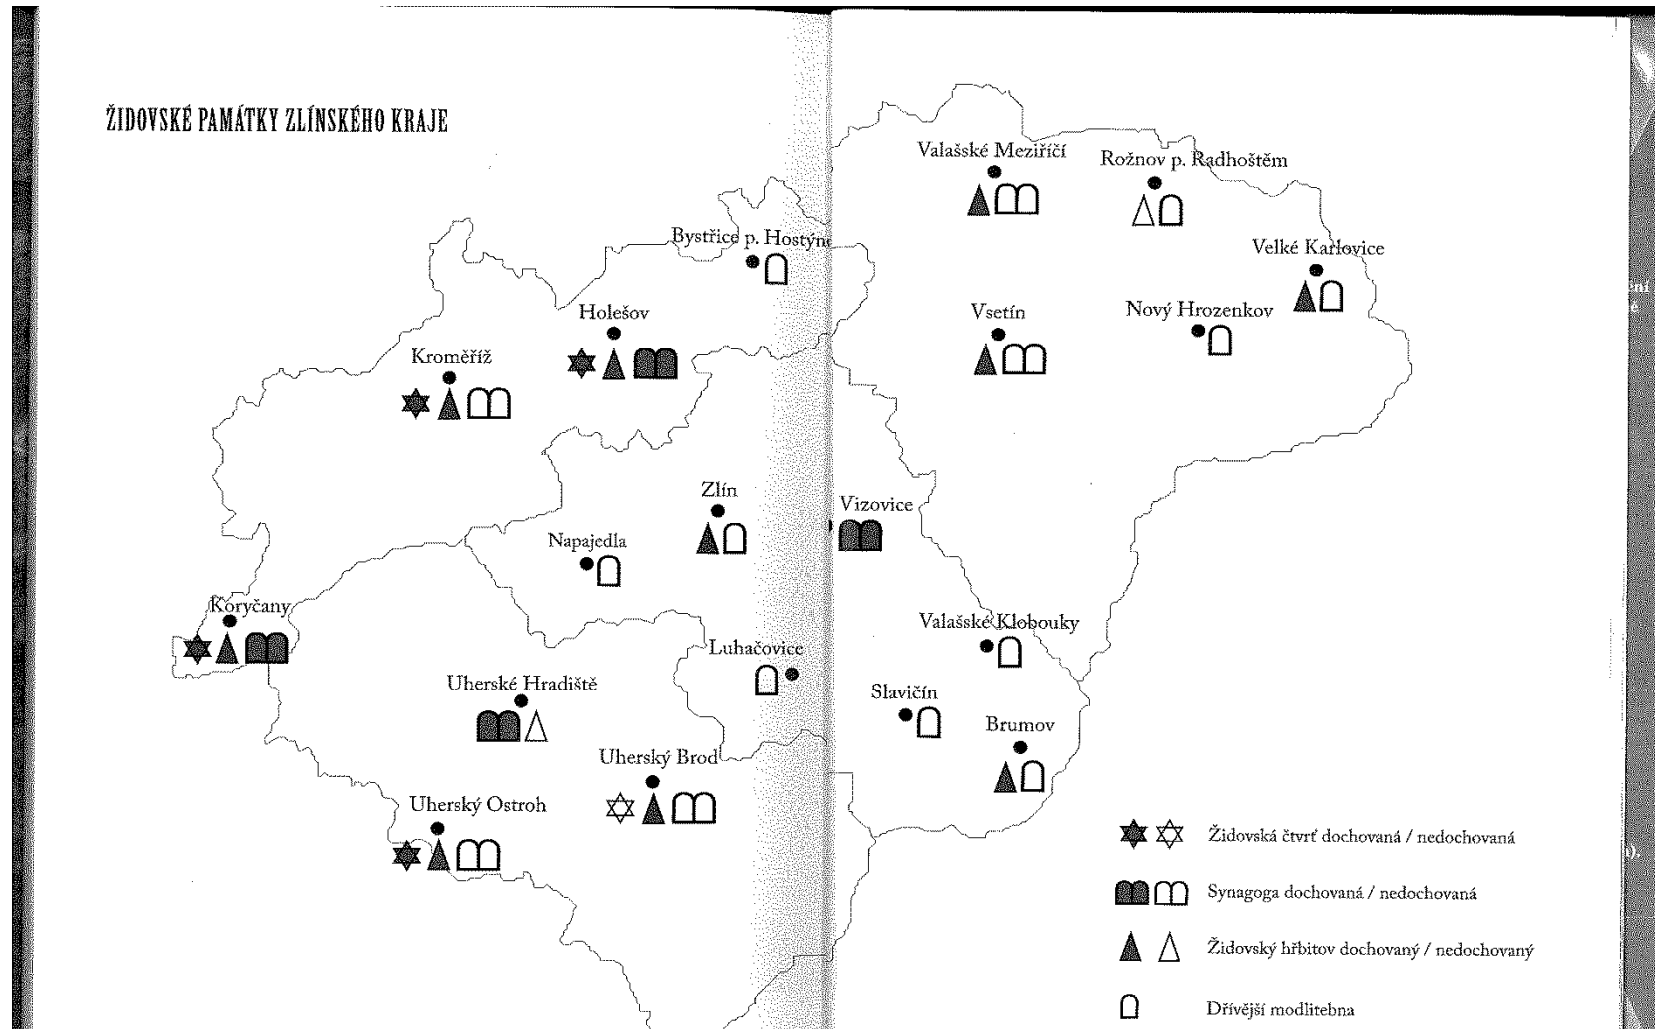 ŽIDOVSKÉ PAMÁTKY ZLÍNSKÉHO KRAJE
Valašské Meziříčí
Rožnov p. Radhoštěm
Bystřice p. Hostýne
Velké Karlovice
Holešov
Vsetín
Nový Hrozenkov
Kroměříž
Zlín
Vizovice
Napajedla
Koryčany
Valašské Klobouky
Luhačovice
Uherské Hradiště
Slavičín
Brumov
Uherský Brod
Uherský Ostroh
Židovská čtvrť dochovaná / nedochovaná
Synagoga dochovaná / nedochovaná
Židovský hřbitov dochovaný / nedochovaný
Dřívější modlitebna